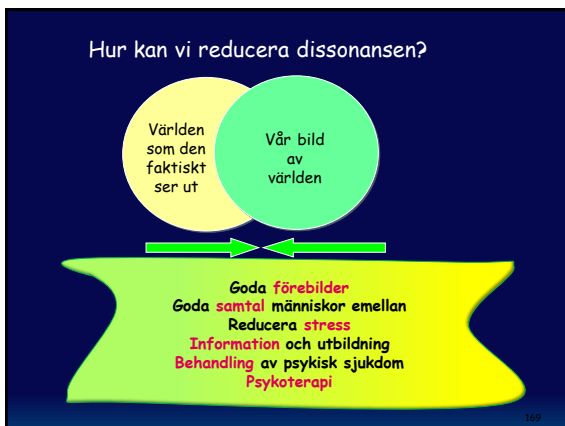 Hur kan vi reducera dissonansen?
Världen
som den
faktiskt
ser ut
Vår bild
av
världen
Goda förebilder
Goda samtal människor emellan
Reducera stress
Information och utbildning
Behandling av psykisk sjukdom
Psykoterapi
169